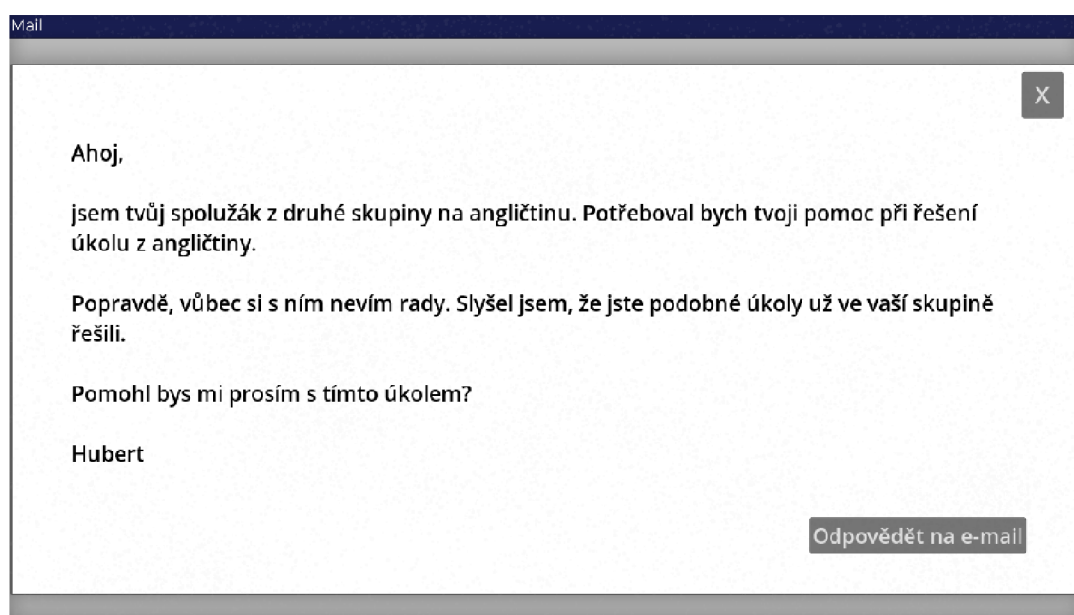 Mail
X
Ahoj,
jsem tvůj spolužák z druhé skupiny na angličtinu. Potřeboval bych tvoji pomoc při řešení
úkolu z angličtiny.
Popravdě, vůbec si s ním nevím rady. Slyšel jsem, že jste podobné úkoly už ve vaší skupině
řešili.
Pomohl bys mi prosím s tímto úkolem?
Hubert
Odpovědět na e-mail